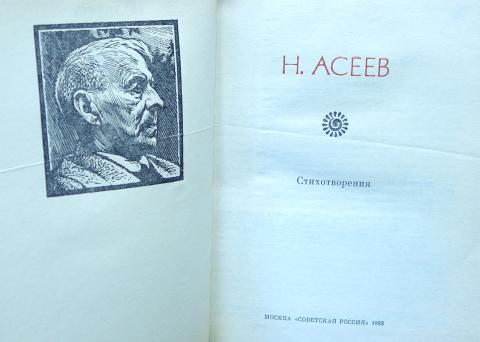 Н. АСЕЕВ
Стихотворения
МОСКВА «СОВЕТСКАЯ РОССИЯ» 1983